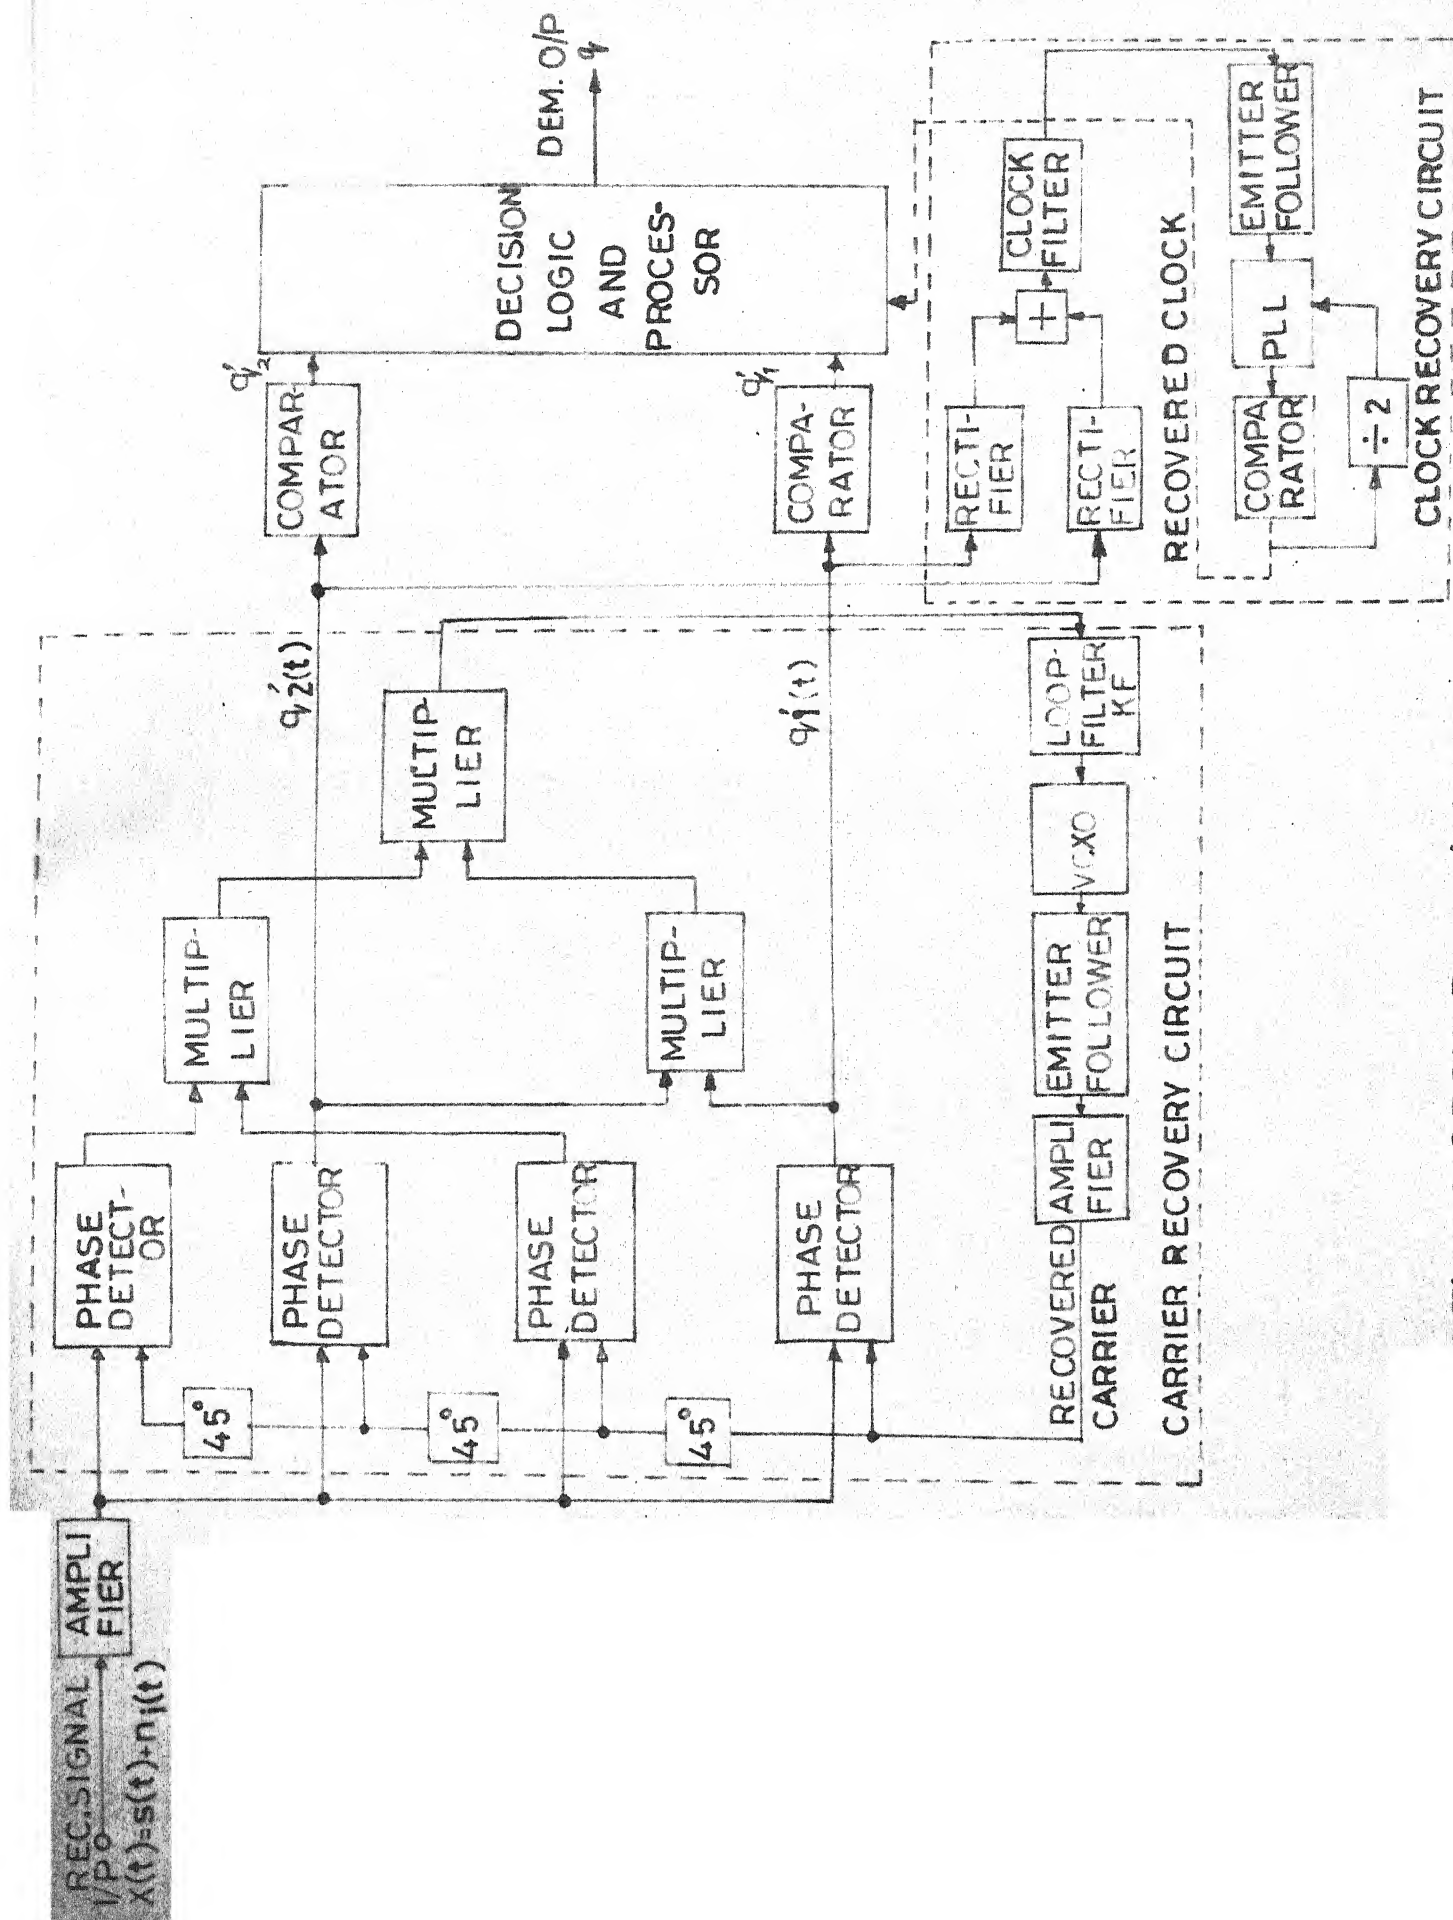 REC.SIGNAL
I/P
x(t)=s(t)+n1(t)
AMPLI
FIER
45°
45°
45°
PHASE
DETECT-
OR
PHASE
DETECTOR
PHASE
DETECTOR
PHASE
DETECTOR
MULTIP-
LIER
MULTIP-
LIER
MULTIP-
LIER
q'2(t)
q'1(t)
RECOVERED
CARRIER
AMPLI
FIER
EMITTER
FOLLOWER
VCXO
LOOP-
FILTER
KF
CARRIER RECOVERY CIRCUIT
COMPAR-
ATOR
q'2
COMPA-
RATOR
q'1
DECISION
LOGIC
AND
PROCES-
SOR
DEM. O/P
q
RECTI-
FIER
RECTI-
FIER
+
CLOCK
FILTER
RECOVERED CLOCK
EMITTER
FOLLOWER
PLL
COMPA
RATOR
÷2
CLOCK RECOVERY CIRCUIT